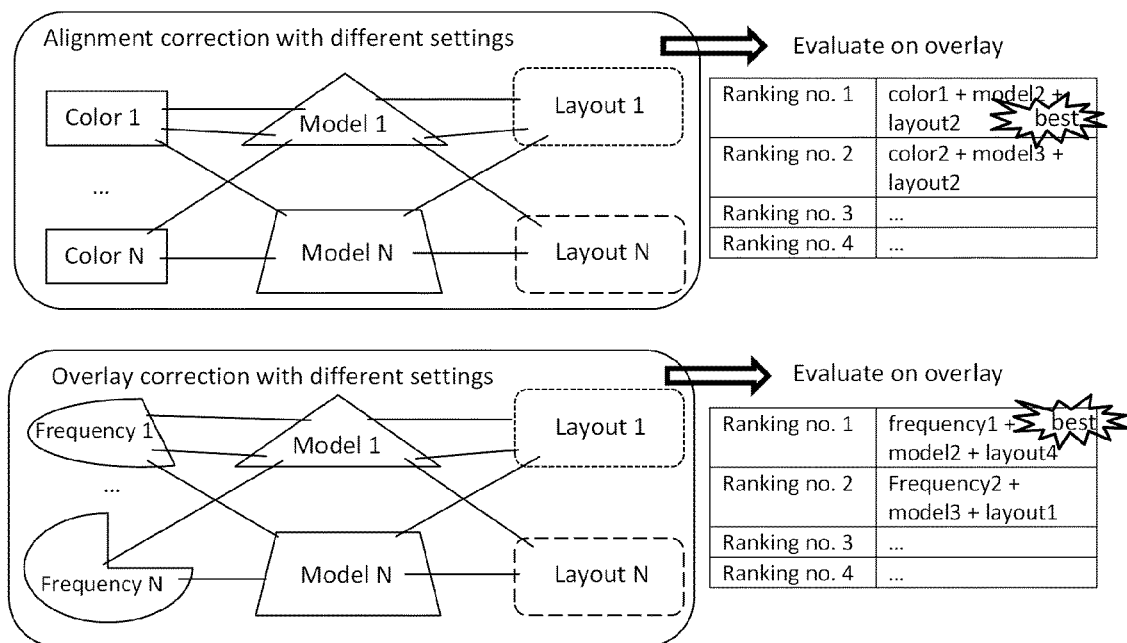 Alignment correction with different settings
Evaluate on overlay
Color 1
Model 1
Layout 1
...
Color N
Model N
Layout N
Ranking no. 1
color1 + model2 +
layout2
best
Ranking no. 2
color2 + model3 +
layout2
Ranking no. 3
...
Ranking no. 4
...
Overlay correction with different settings
Evaluate on overlay
Frequency 1
Model 1
Layout 1
...
Frequency N
Model N
Layout N
Ranking no. 1
frequency1 +
model2 + layout4
best
Ranking no. 2
Frequency2 +
model3 + layout1
Ranking no. 3
...
Ranking no. 4
...